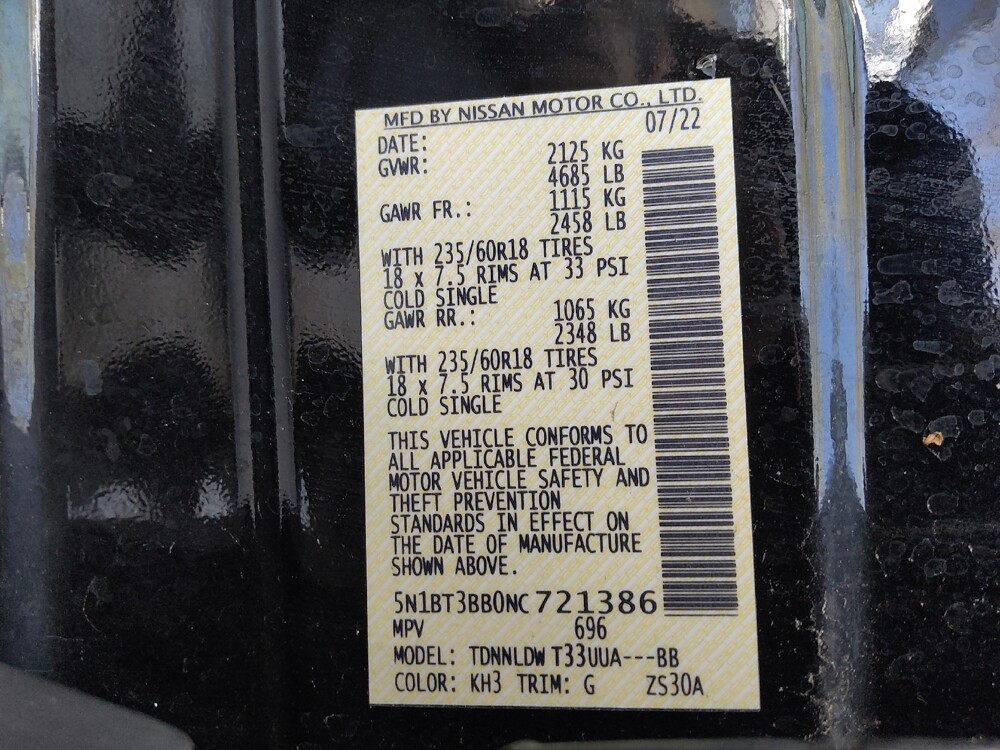 MFD BY NISSAN MOTOR CO., LTD.
DATE: 07/22
GVWR: 2125 KG
4685 LB
GAWR FR.: 1115 KG
2458 LB
WITH 235/60R18 TIRES
18 x 7.5 RIMS AT 33 PSI
COLD SINGLE
GAWR RR.: 1065 KG
2348 LB
WITH 235/60R18 TIRES
18 x 7.5 RIMS AT 30 PSI
COLD SINGLE
THIS VEHICLE CONFORMS TO
ALL APPLICABLE FEDERAL
MOTOR VEHICLE SAFETY AND
THEFT PREVENTION
STANDARDS IN EFFECT ON
THE DATE OF MANUFACTURE
SHOWN ABOVE.
5N1BT3BB0NC721386
MPV 696
MODEL: TDNNLDW T33UUA---BB
COLOR: KH3 TRIM: G ZS30A